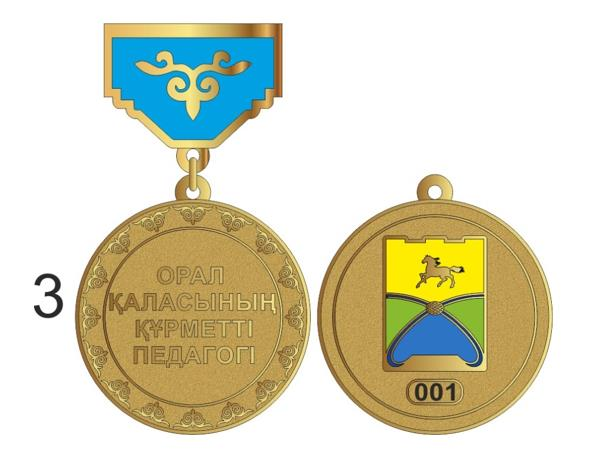 3
ОРАЛ
ҚАЛАСЫНЫҢ
ҚҰРМЕТТІ
ПЕДАГОГІ
001